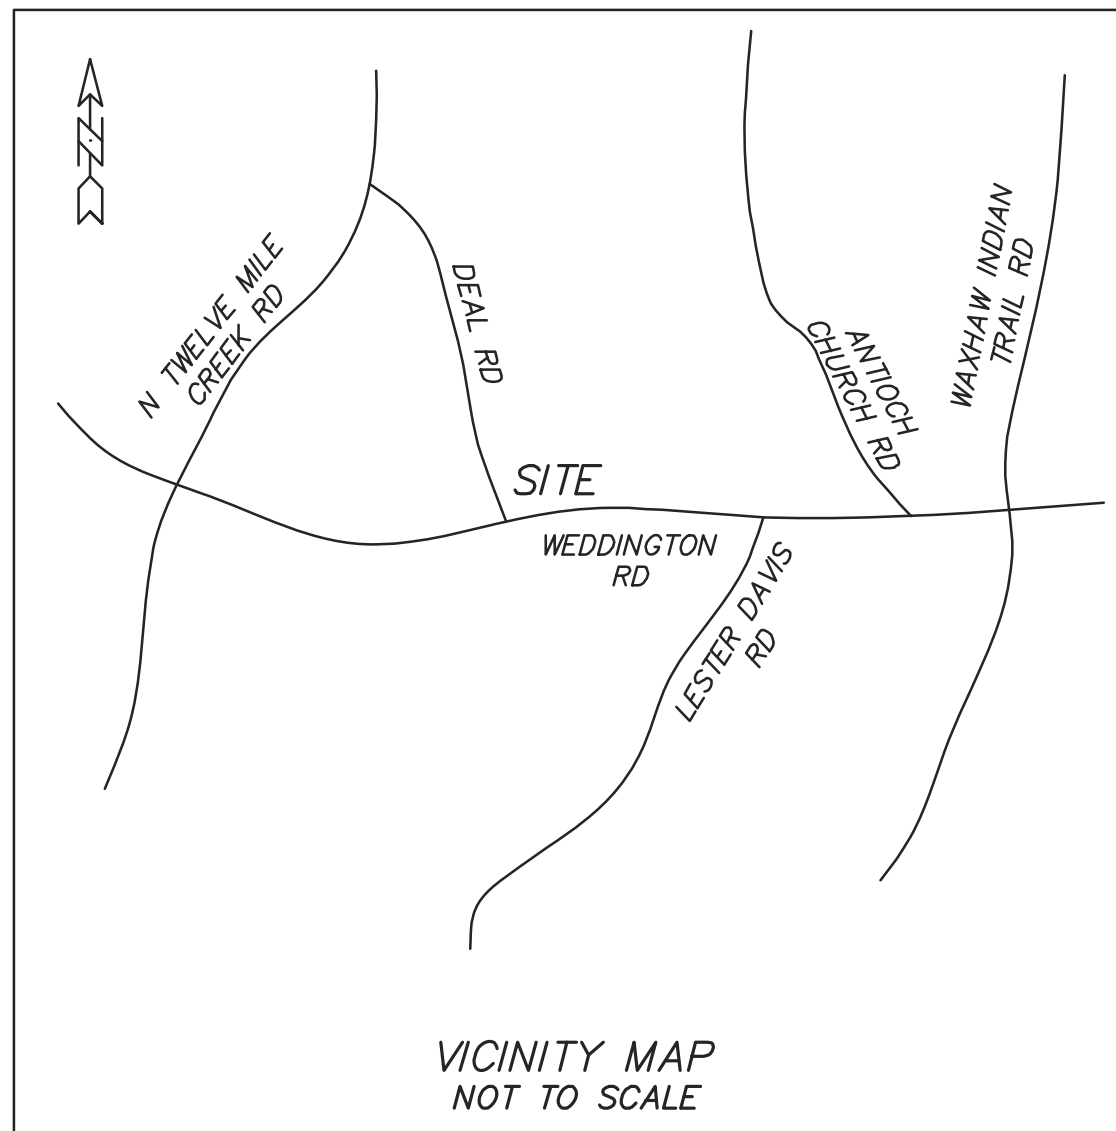 N
N TWELVE MILE
CREEK RD
DEAL RD
ANTIOCH
CHURCH RD
WAXHAW INDIAN
TRAIL RD
SITE
WEDDINGTON
RD
LESTER DAVIS
RD
VICINITY MAP
NOT TO SCALE